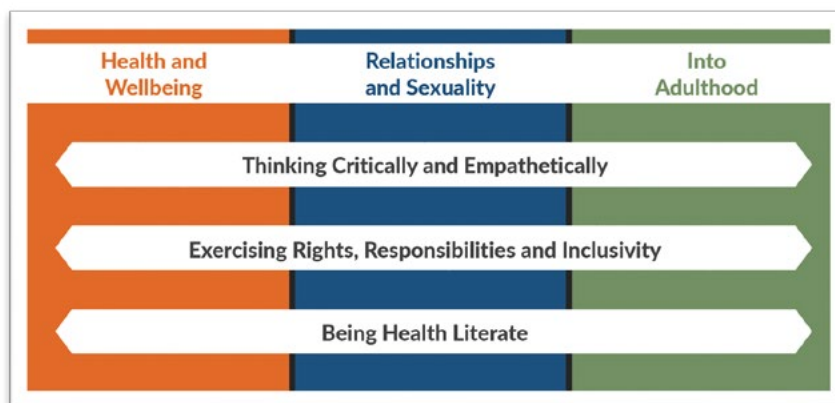 Health and
Wellbeing
Relationships
and Sexuality
Into
Adulthood
Thinking Critically and Empathetically
Exercising Rights, Responsibilities and Inclusivity
Being Health Literate